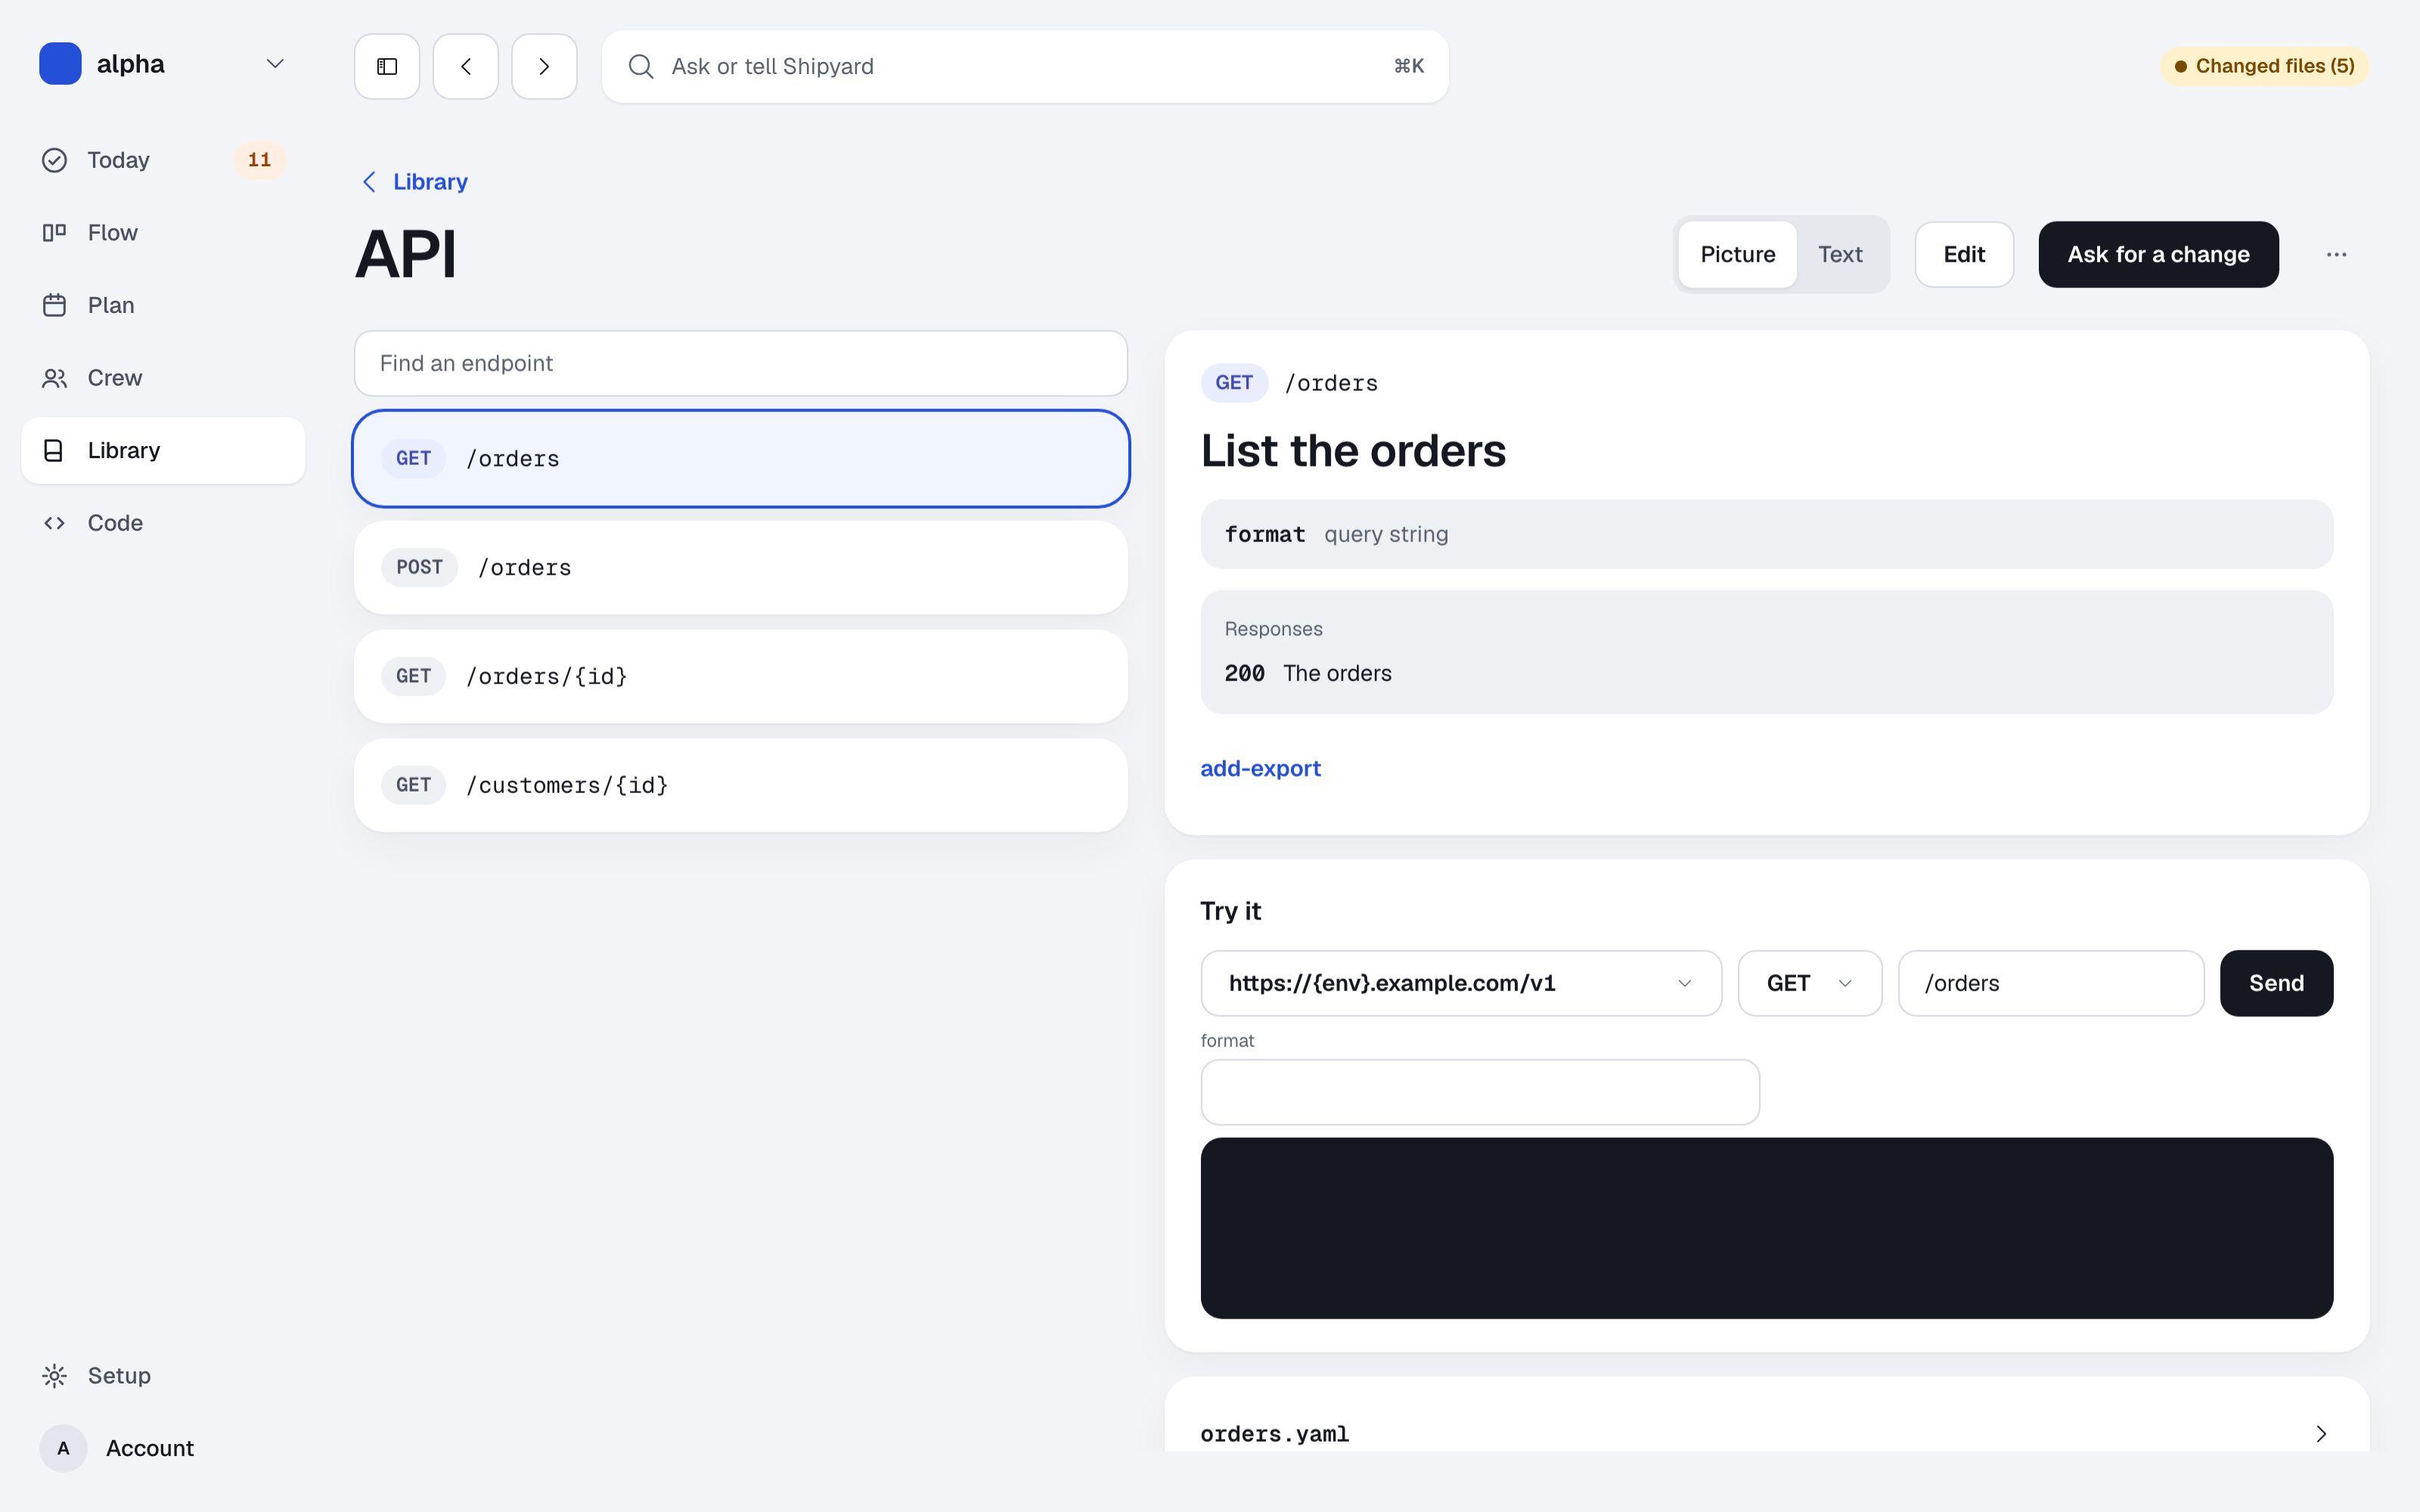 alpha
Ask or tell Shipyard ⌘K
Changed files (5)
Today 11
Flow
Plan
Crew
Library
Code
Setup
A Account
Library
API
Picture Text Edit Ask for a change
Find an endpoint
GET /orders
POST /orders
GET /orders/{id}
GET /customers/{id}
GET /orders
List the orders
format query string
Responses
200 The orders
add-export
Try it
https://{env}.example.com/v1 GET /orders Send
format
orders.yaml